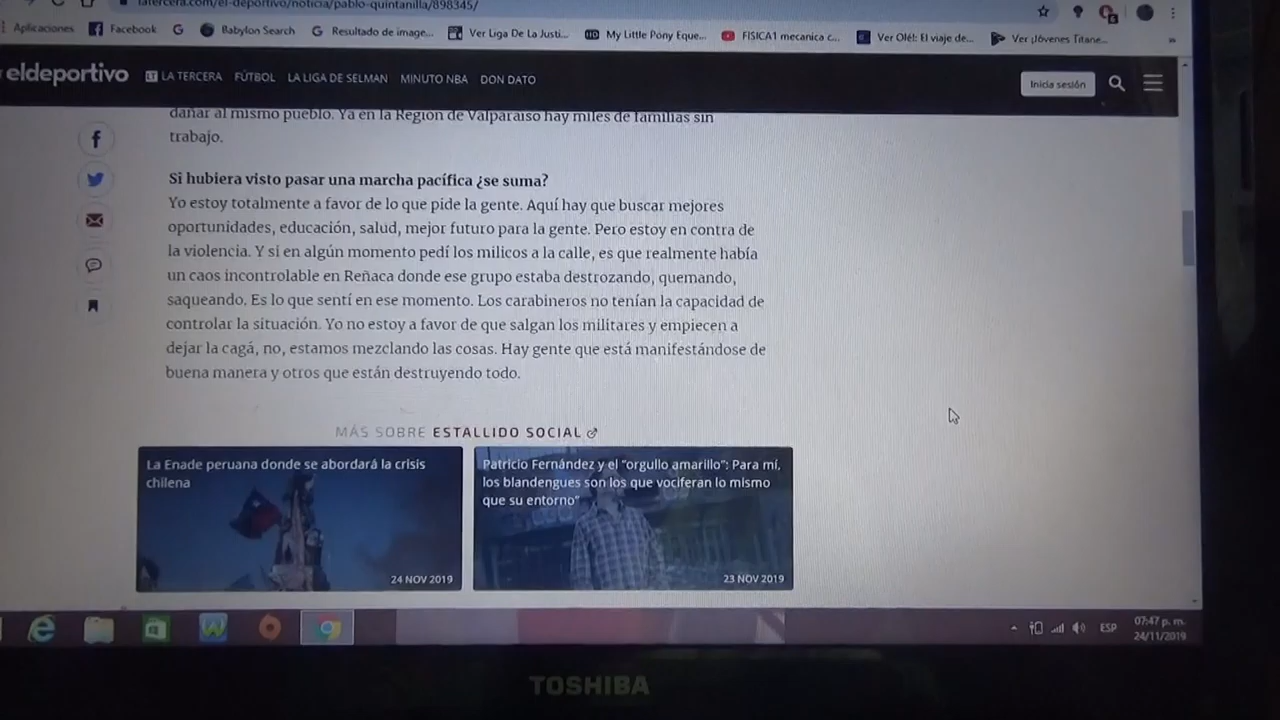 latercera.com/el-deportivo/noticia/pablo-quintanilla/898345/
Aplicaciones Facebook Babylon Search Resultado de image... Ver Liga De La Justi... My Little Pony Eque... FISICA1 mecanica c... Ver Olé!: El viaje de... Ver ¡Jóvenes Titane...
eldeportivo LT LA TERCERA FÚTBOL LA LIGA DE SELMAN MINUTO NBA DON DATO Inicia sesión
dañar al mismo pueblo. Ya en la Región de Valparaíso hay miles de familias sin
trabajo.
Si hubiera visto pasar una marcha pacífica ¿se suma?
Yo estoy totalmente a favor de lo que pide la gente. Aquí hay que buscar mejores
oportunidades, educación, salud, mejor futuro para la gente. Pero estoy en contra de
la violencia. Y si en algún momento pedí los milicos a la calle, es que realmente había
un caos incontrolable en Reñaca donde ese grupo estaba destrozando, quemando,
saqueando. Es lo que sentí en ese momento. Los carabineros no tenían la capacidad de
controlar la situación. Yo no estoy a favor de que salgan los militares y empiecen a
dejar la cagá, no, estamos mezclando las cosas. Hay gente que está manifestándose de
buena manera y otros que están destruyendo todo.
MÁS SOBRE ESTALLIDO SOCIAL
La Enade peruana donde se abordará la crisis
chilena
24 NOV 2019
Patricio Fernández y el "orgullo amarillo": Para mí,
los blandengues son los que vociferan lo mismo
que su entorno"
23 NOV 2019
ESP
07:47 p. m.
24/11/2019
TOSHIBA